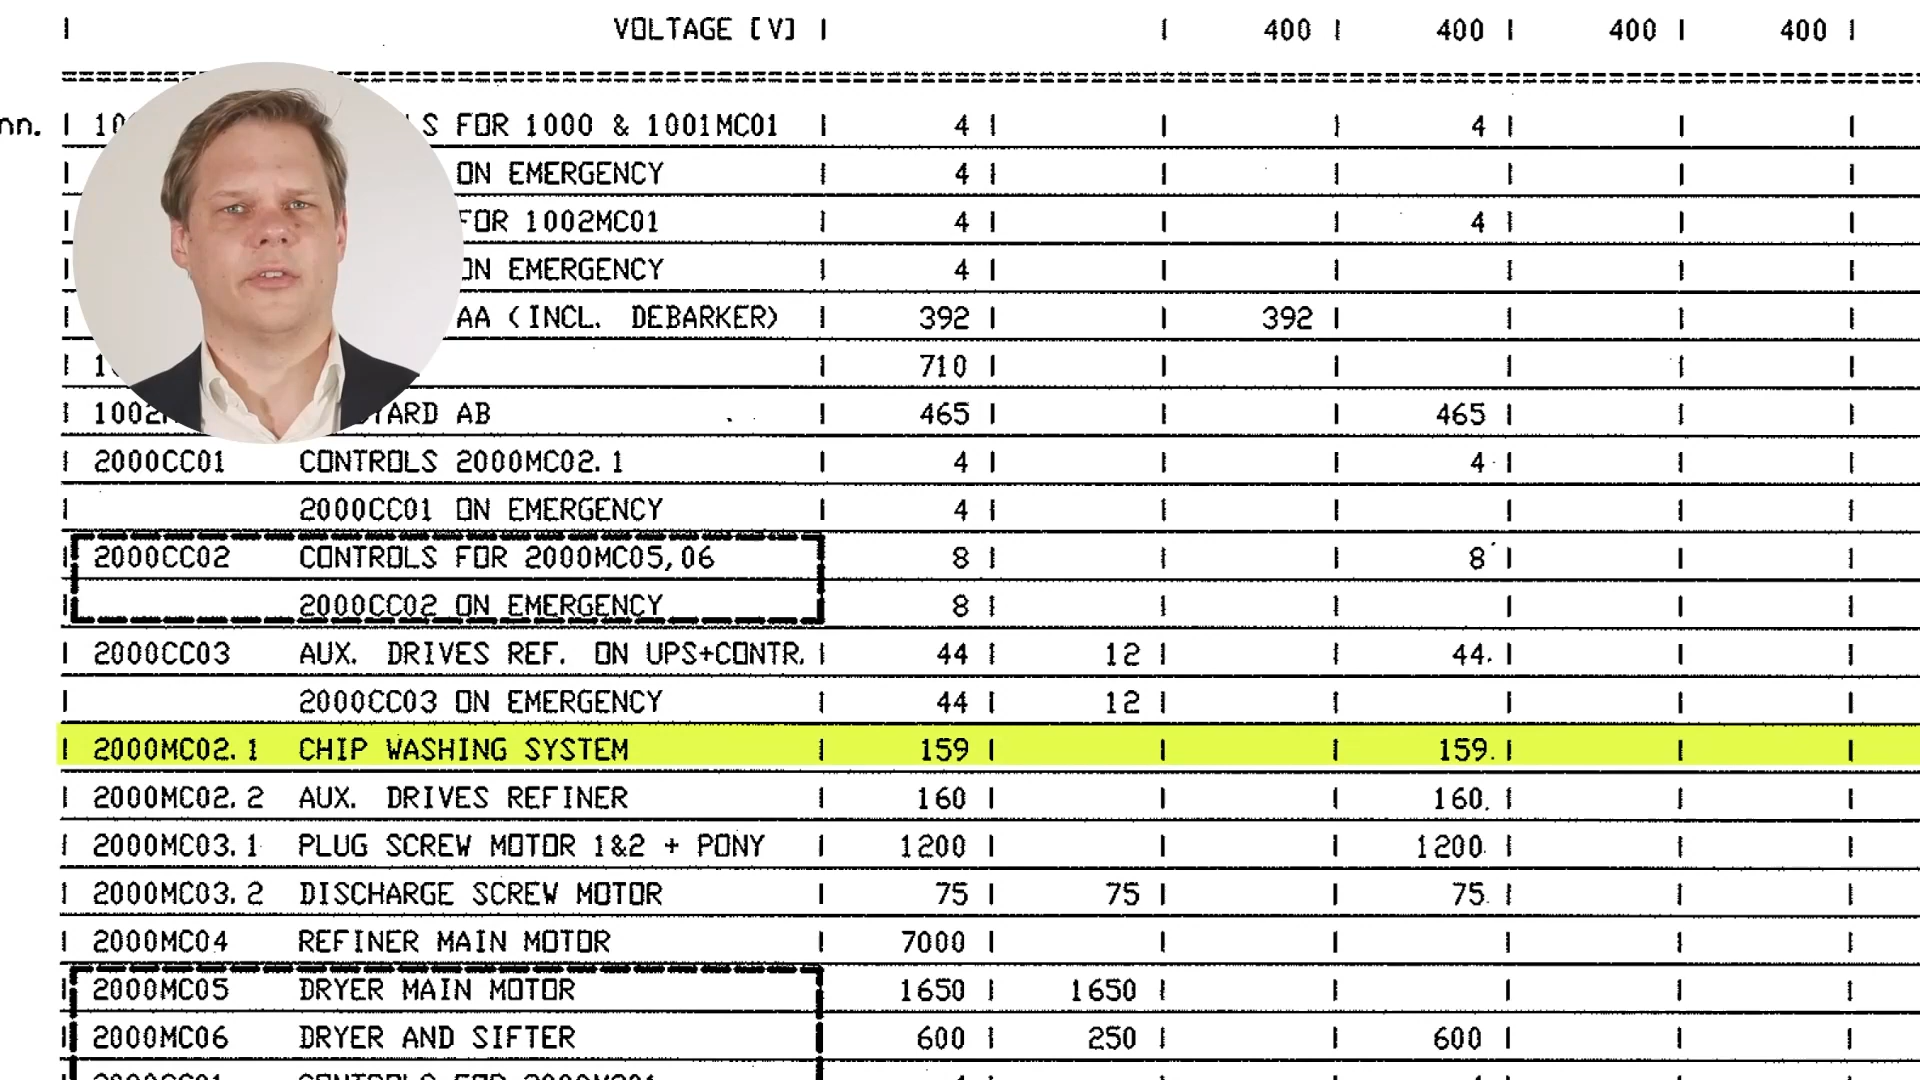 VOLTAGE [V] 400 400 400 400
nn. 10 S FOR 1000 & 1001MC01 4 4
ON EMERGENCY 4
FOR 1002MC01 4 4
ON EMERGENCY 4
AA (INCL. DEBARKER) 392 392
710
1002 YARD AB 465 465
2000CC01 CONTROLS 2000MC02.1 4 4
2000CC01 ON EMERGENCY 4
2000CC02 CONTROLS FOR 2000MC05,06 8 8
2000CC02 ON EMERGENCY 8
2000CC03 AUX. DRIVES REF. ON UPS+CONTR. 44 12 44.
2000CC03 ON EMERGENCY 44 12
2000MC02.1 CHIP WASHING SYSTEM 159 159.
2000MC02.2 AUX. DRIVES REFINER 160 160.
2000MC03.1 PLUG SCREW MOTOR 1&2 + PONY 1200 1200
2000MC03.2 DISCHARGE SCREW MOTOR 75 75 75
2000MC04 REFINER MAIN MOTOR 7000
2000MC05 DRYER MAIN MOTOR 1650 1650
2000MC06 DRYER AND SIFTER 600 250 600